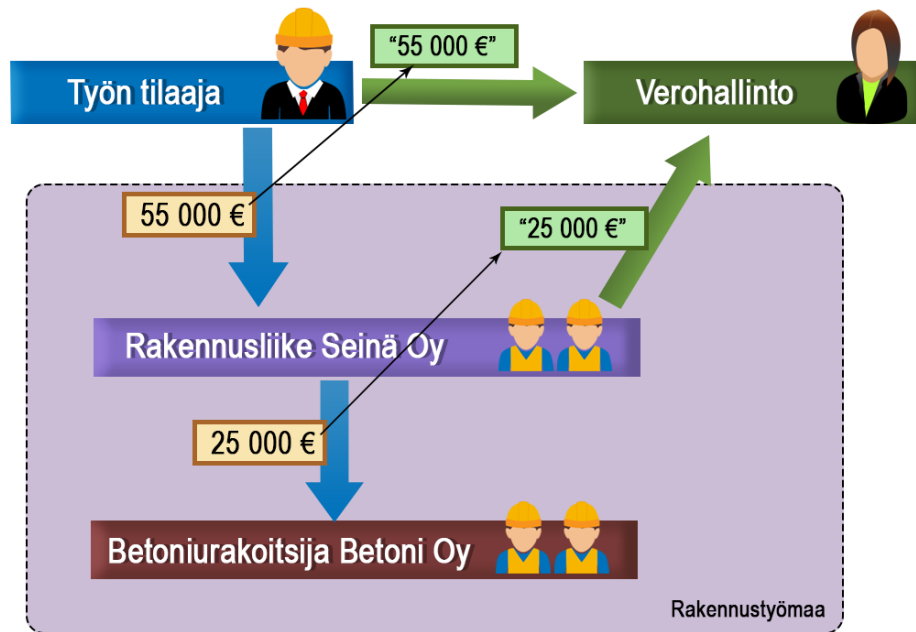 “55 000 €”
Työn tilaaja
Verohallinto
55 000 €
“25 000 €”
Rakennusliike Seinä Oy
25 000 €
Betoniurakoitsija Betoni Oy
Rakennustyömaa